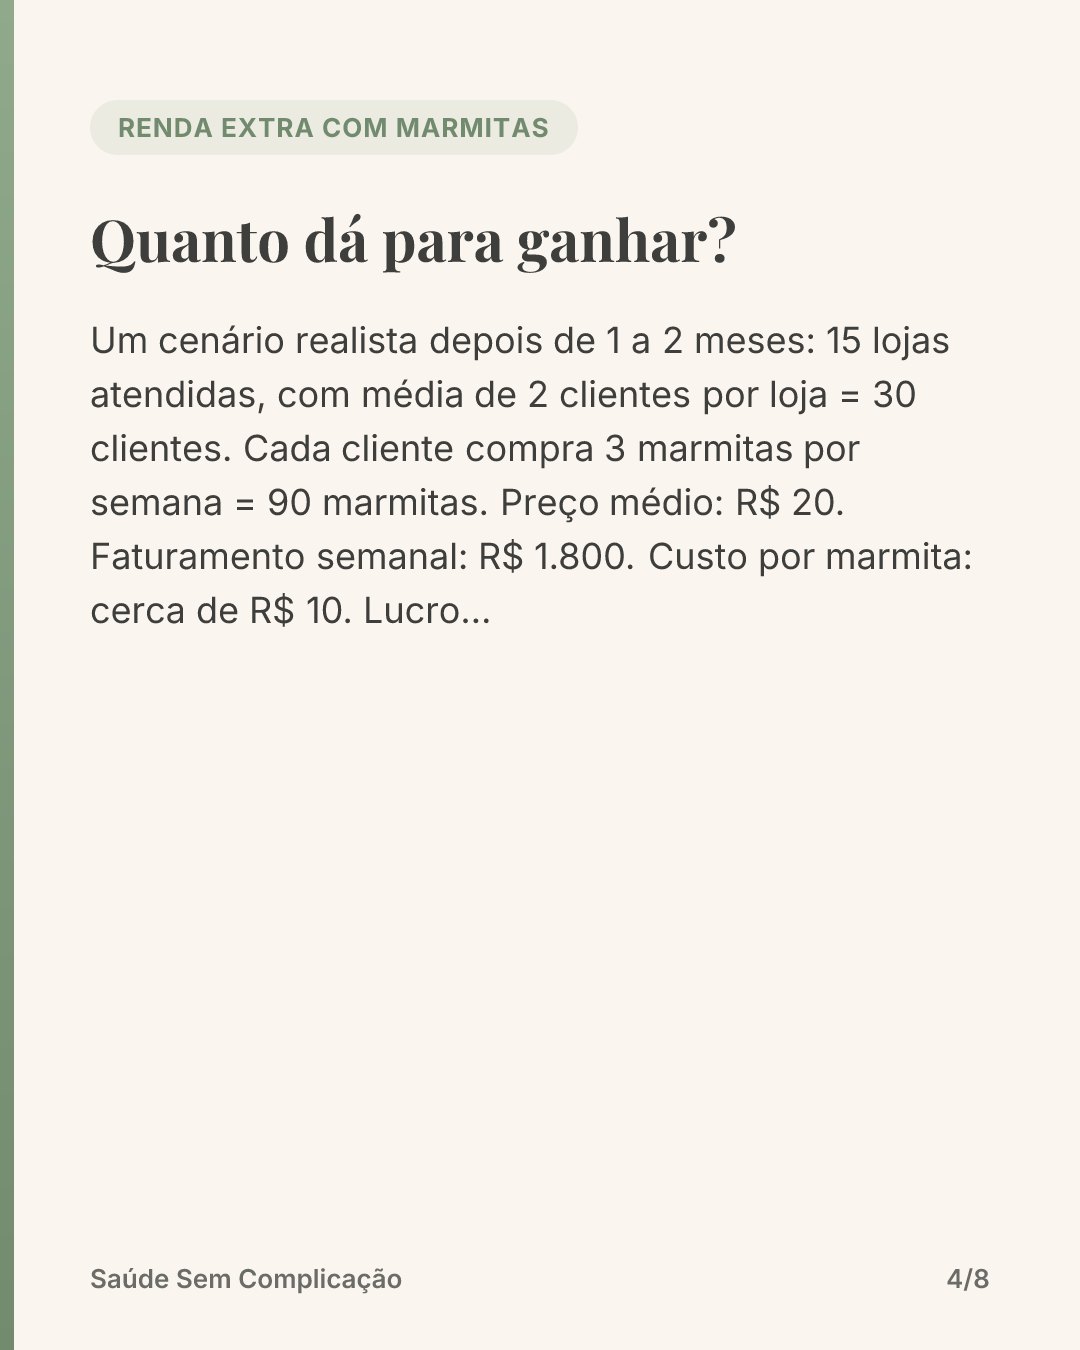 RENDA EXTRA COM MARMITAS
Quanto dá para ganhar?
Um cenário realista depois de 1 a 2 meses: 15 lojas
atendidas, com média de 2 clientes por loja = 30
clientes. Cada cliente compra 3 marmitas por
semana = 90 marmitas. Preço médio: R$ 20.
Faturamento semanal: R$ 1.800. Custo por marmita:
cerca de R$ 10. Lucro...
Saúde Sem Complicação
4/8